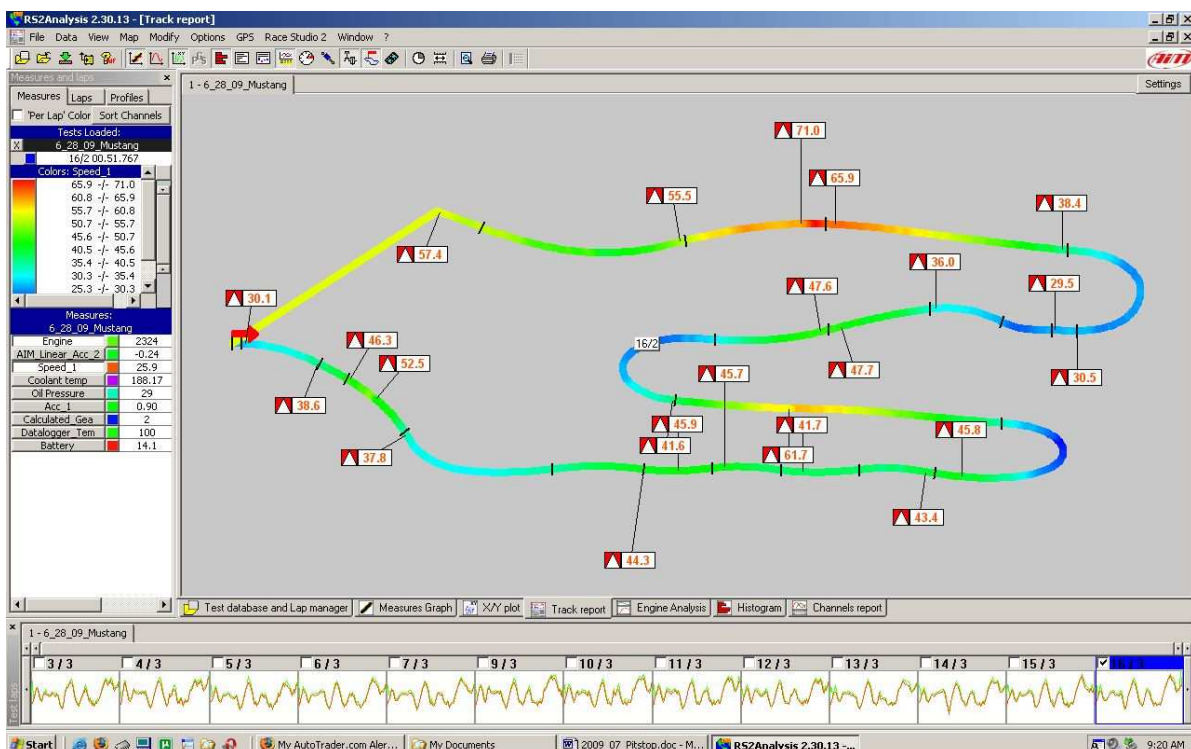 RS2Analysis 2.30.13 - [Track report]
File Data View Map Modify Options GPS Race Studio 2 Window ?
Measures and laps
Measures Laps Profiles
'Per Lap' Color Sort Channels
Tests Loaded:
X 6_28_09_Mustang
16/2 00.51.767
Colors: Speed_1
65.9 -/- 71.0
60.8 -/- 65.9
55.7 -/- 60.8
50.7 -/- 55.7
45.6 -/- 50.7
40.5 -/- 45.6
35.4 -/- 40.5
30.3 -/- 35.4
25.3 -/- 30.3
Measures:
6_28_09_Mustang
Engine 2324
AIM_Linear_Acc_2 -0.24
Speed_1 25.9
Coolant temp 188.17
Oil Pressure 29
Acc_1 0.90
Calculated_Gea 2
Datalogger_Tem 100
Battery 14.1
1 - 6_28_09_Mustang
Settings
71.0
65.9
55.5
38.4
57.4
36.0
29.5
47.6
30.1
46.3
16/2
52.5
45.7
47.7
30.5
38.6
45.9
41.7
45.8
41.6
61.7
37.8
43.4
44.3
Test database and Lap manager Measures Graph X/Y plot Track report Engine Analysis Histogram Channels report
1 - 6_28_09_Mustang
3 / 3 4 / 3 5 / 3 6 / 3 7 / 3 9 / 3 10 / 3 11 / 3 12 / 3 13 / 3 14 / 3 15 / 3 16 / 3
Test laps
Start My AutoTrader.com Aler... My Documents 2009_07_Pitstop.doc - M... RS2Analysis 2.30.13 -... 9:20 AM